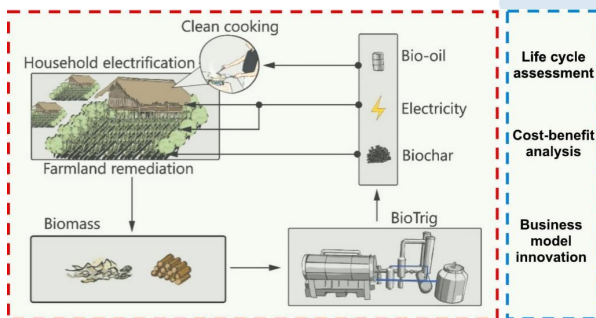 Clean cooking
Household electrification
Farmland remediation
Bio-oil
Electricity
Biochar
Biomass
BioTrig
Life cycle
assessment
Cost-benefit
analysis
Business
model
innovation